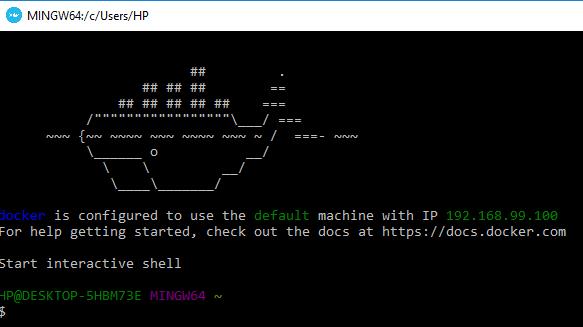 MINGW64:/c/Users/HP
                        ##         .
                  ## ## ##        ==
               ## ## ## ## ##    ===
           /"""""""""""""""""\___/ ===
      ~~~ {~~ ~~~~ ~~~ ~~~~ ~~~ ~ /  ===- ~~~
           \______ o           __/
             \    \         __/
              \____\_______/
docker is configured to use the default machine with IP 192.168.99.100
For help getting started, check out the docs at https://docs.docker.com
Start interactive shell
HP@DESKTOP-5HBM73E MINGW64 ~
$